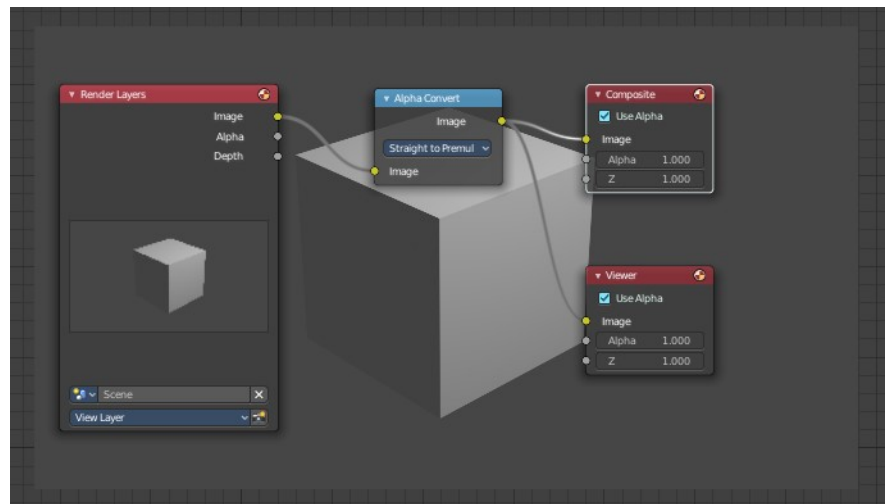 Render Layers
Image
Alpha
Depth
Scene
View Layer
Alpha Convert
Image
Straight to Premul
Image
Composite
Use Alpha
Image
Alpha 1.000
Z 1.000
Viewer
Use Alpha
Image
Alpha 1.000
Z 1.000